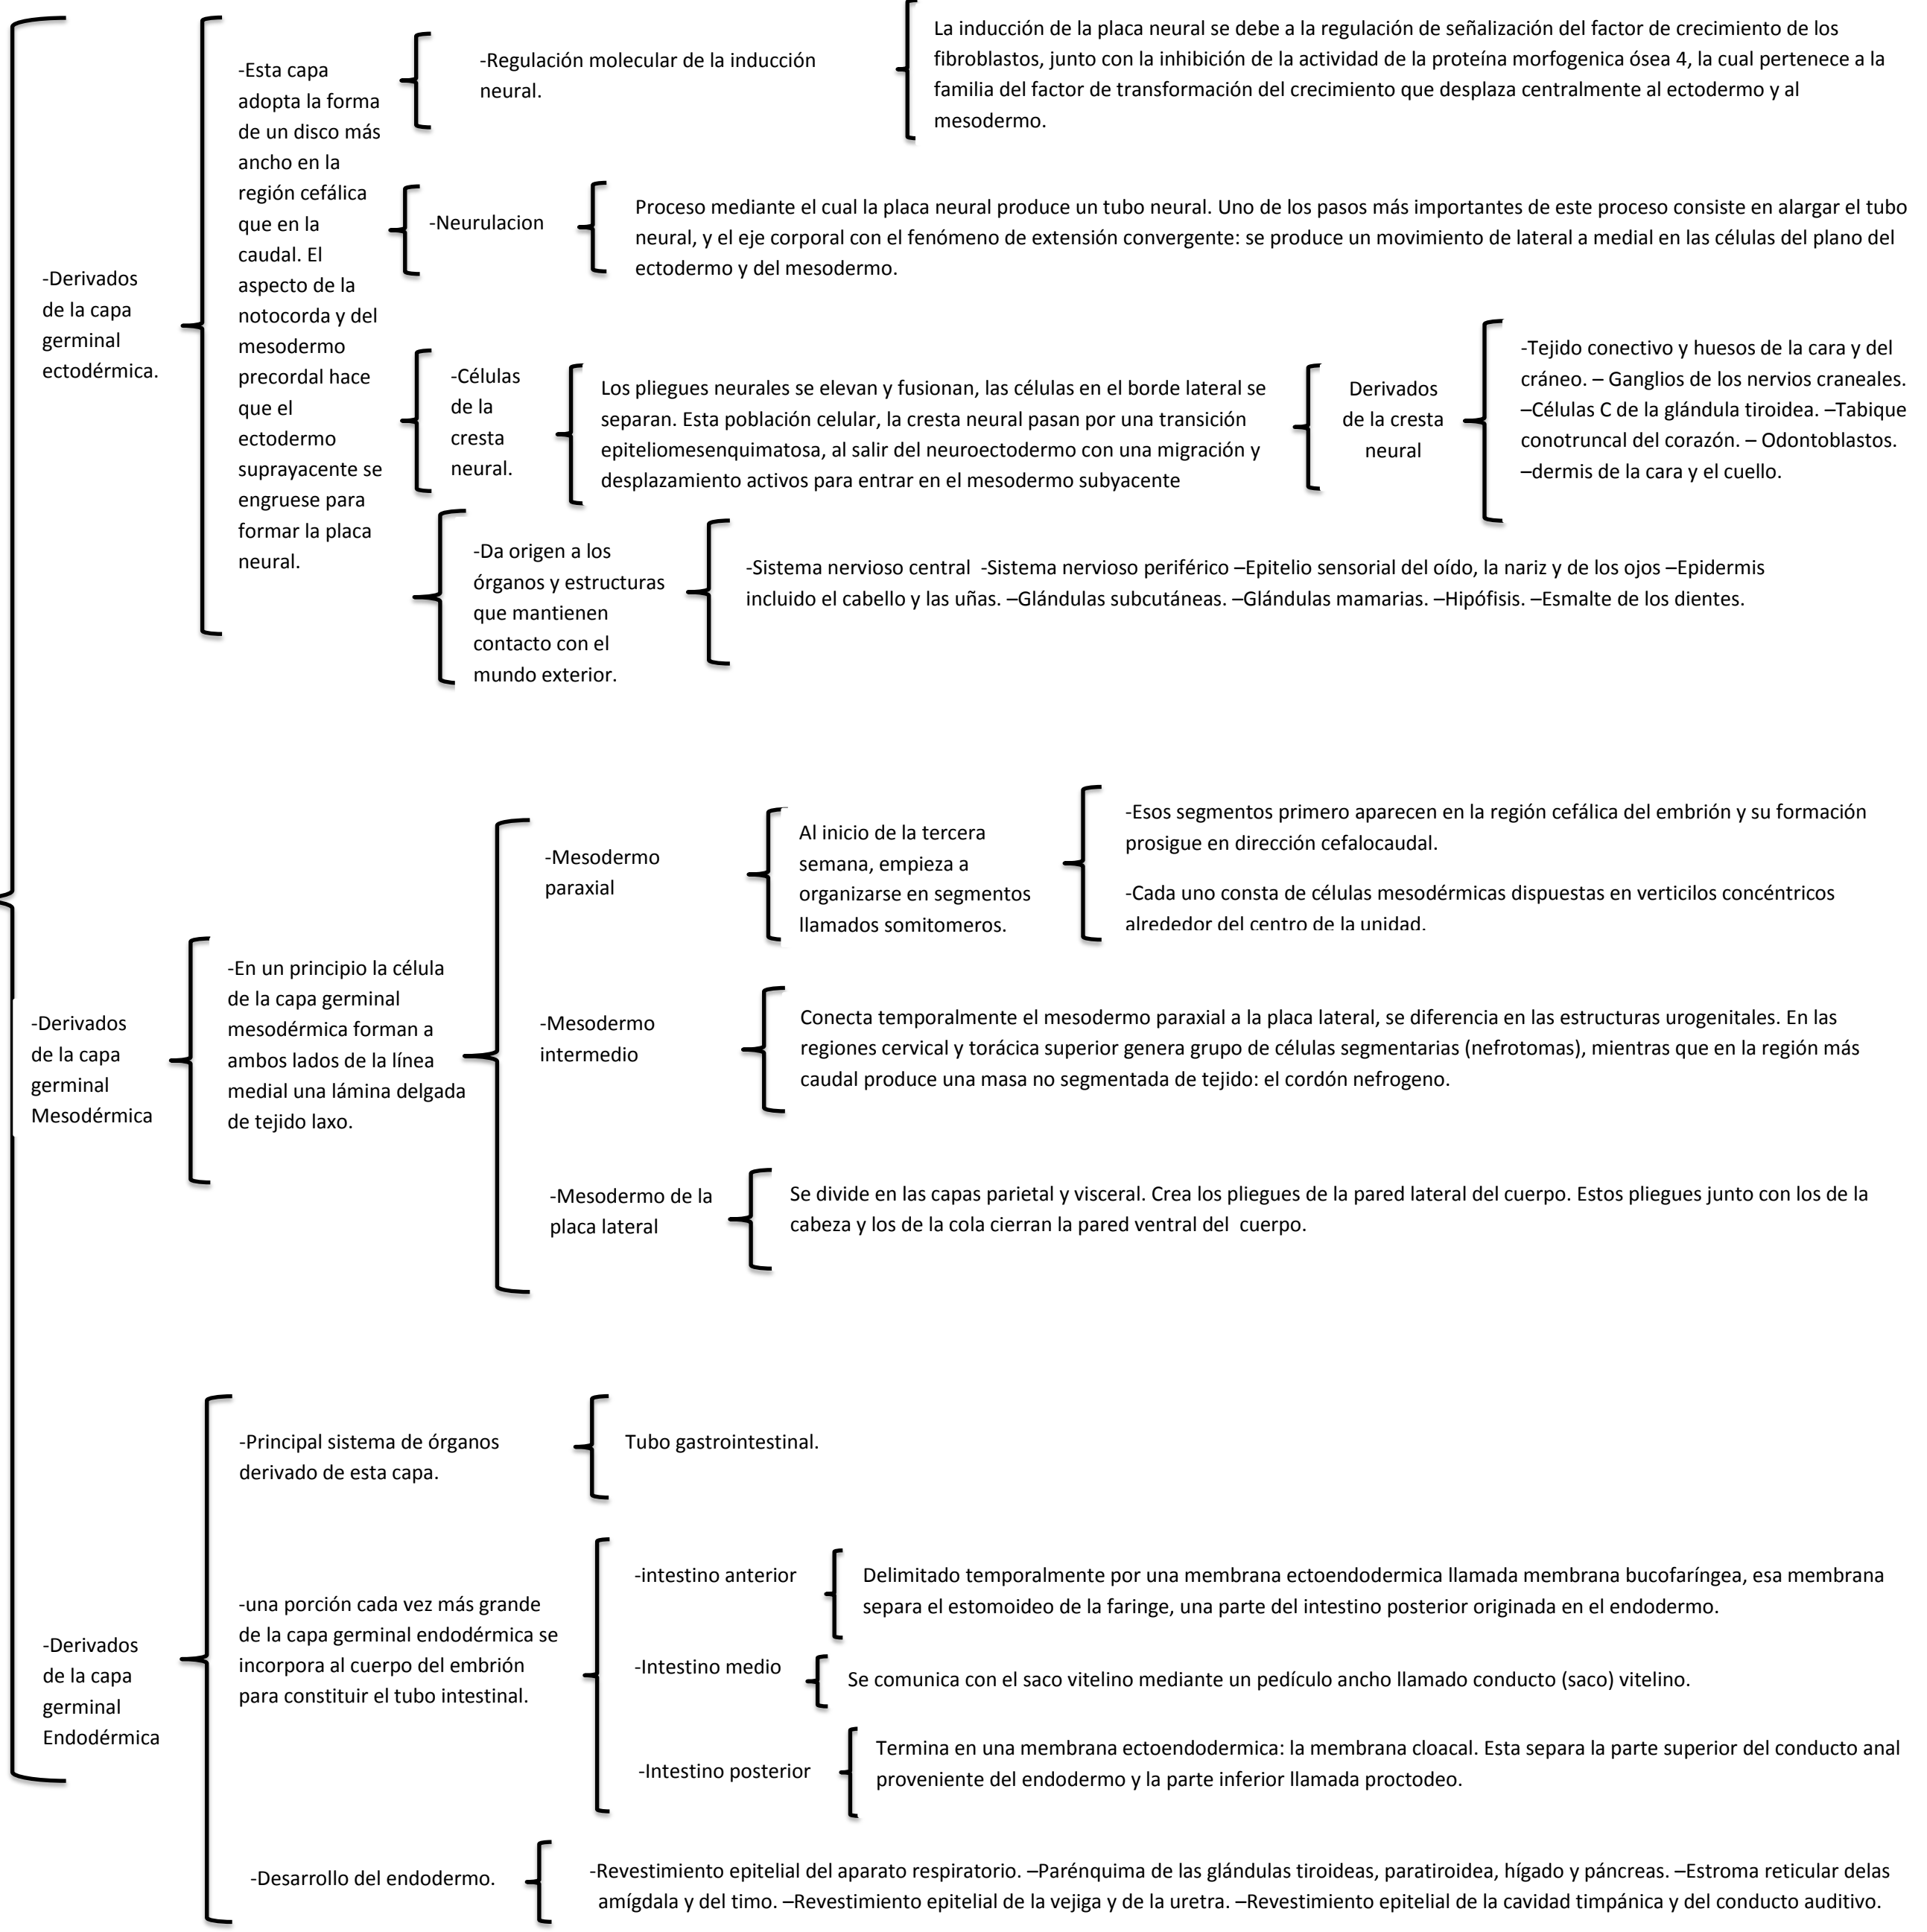 -Derivados
de la capa
germinal
ectodérmica.
-Esta capa
adopta la forma
de un disco más
ancho en la
región cefálica
que en la
caudal. El
aspecto de la
notocorda y del
mesodermo
precordal hace
que el
ectodermo
suprayacente se
engruese para
formar la placa
neural.
-Regulación molecular de la inducción
neural.
La inducción de la placa neural se debe a la regulación de señalización del factor de crecimiento de los
fibroblastos, junto con la inhibición de la actividad de la proteína morfogenica ósea 4, la cual pertenece a la
familia del factor de transformación del crecimiento que desplaza centralmente al ectodermo y al
mesodermo.
-Neurulacion
Proceso mediante el cual la placa neural produce un tubo neural. Uno de los pasos más importantes de este proceso consiste en alargar el tubo
neural, y el eje corporal con el fenómeno de extensión convergente: se produce un movimiento de lateral a medial en las células del plano del
ectodermo y del mesodermo.
-Células
de la
cresta
neural.
Los pliegues neurales se elevan y fusionan, las células en el borde lateral se
separan. Esta población celular, la cresta neural pasan por una transición
epiteliomesenquimatosa, al salir del neuroectodermo con una migración y
desplazamiento activos para entrar en el mesodermo subyacente
Derivados
de la cresta
neural
-Tejido conectivo y huesos de la cara y del
cráneo. – Ganglios de los nervios craneales.
–Células C de la glándula tiroidea. –Tabique
conotruncal del corazón. – Odontoblastos.
–dermis de la cara y el cuello.
-Da origen a los
órganos y estructuras
que mantienen
contacto con el
mundo exterior.
-Sistema nervioso central -Sistema nervioso periférico –Epitelio sensorial del oído, la nariz y de los ojos –Epidermis
incluido el cabello y las uñas. –Glándulas subcutáneas. –Glándulas mamarias. –Hipófisis. –Esmalte de los dientes.
-Derivados
de la capa
germinal
Mesodérmica
-En un principio la célula
de la capa germinal
mesodérmica forman a
ambos lados de la línea
medial una lámina delgada
de tejido laxo.
-Mesodermo
paraxial
Al inicio de la tercera
semana, empieza a
organizarse en segmentos
llamados somitomeros.
-Esos segmentos primero aparecen en la región cefálica del embrión y su formación
prosigue en dirección cefalocaudal.
-Cada uno consta de células mesodérmicas dispuestas en verticilos concéntricos
alrededor del centro de la unidad.
-Mesodermo
intermedio
Conecta temporalmente el mesodermo paraxial a la placa lateral, se diferencia en las estructuras urogenitales. En las
regiones cervical y torácica superior genera grupo de células segmentarias (nefrotomas), mientras que en la región más
caudal produce una masa no segmentada de tejido: el cordón nefrogeno.
-Mesodermo de la
placa lateral
Se divide en las capas parietal y visceral. Crea los pliegues de la pared lateral del cuerpo. Estos pliegues junto con los de la
cabeza y los de la cola cierran la pared ventral del cuerpo.
-Derivados
de la capa
germinal
Endodérmica
-Principal sistema de órganos
derivado de esta capa.
Tubo gastrointestinal.
-una porción cada vez más grande
de la capa germinal endodérmica se
incorpora al cuerpo del embrión
para constituir el tubo intestinal.
-intestino anterior
Delimitado temporalmente por una membrana ectoendodermica llamada membrana bucofaríngea, esa membrana
separa el estomoideo de la faringe, una parte del intestino posterior originada en el endodermo.
-Intestino medio
Se comunica con el saco vitelino mediante un pedículo ancho llamado conducto (saco) vitelino.
-Intestino posterior
Termina en una membrana ectoendodermica: la membrana cloacal. Esta separa la parte superior del conducto anal
proveniente del endodermo y la parte inferior llamada proctodeo.
-Desarrollo del endodermo.
-Revestimiento epitelial del aparato respiratorio. –Parénquima de las glándulas tiroideas, paratiroidea, hígado y páncreas. –Estroma reticular delas
amígdala y del timo. –Revestimiento epitelial de la vejiga y de la uretra. –Revestimiento epitelial de la cavidad timpánica y del conducto auditivo.